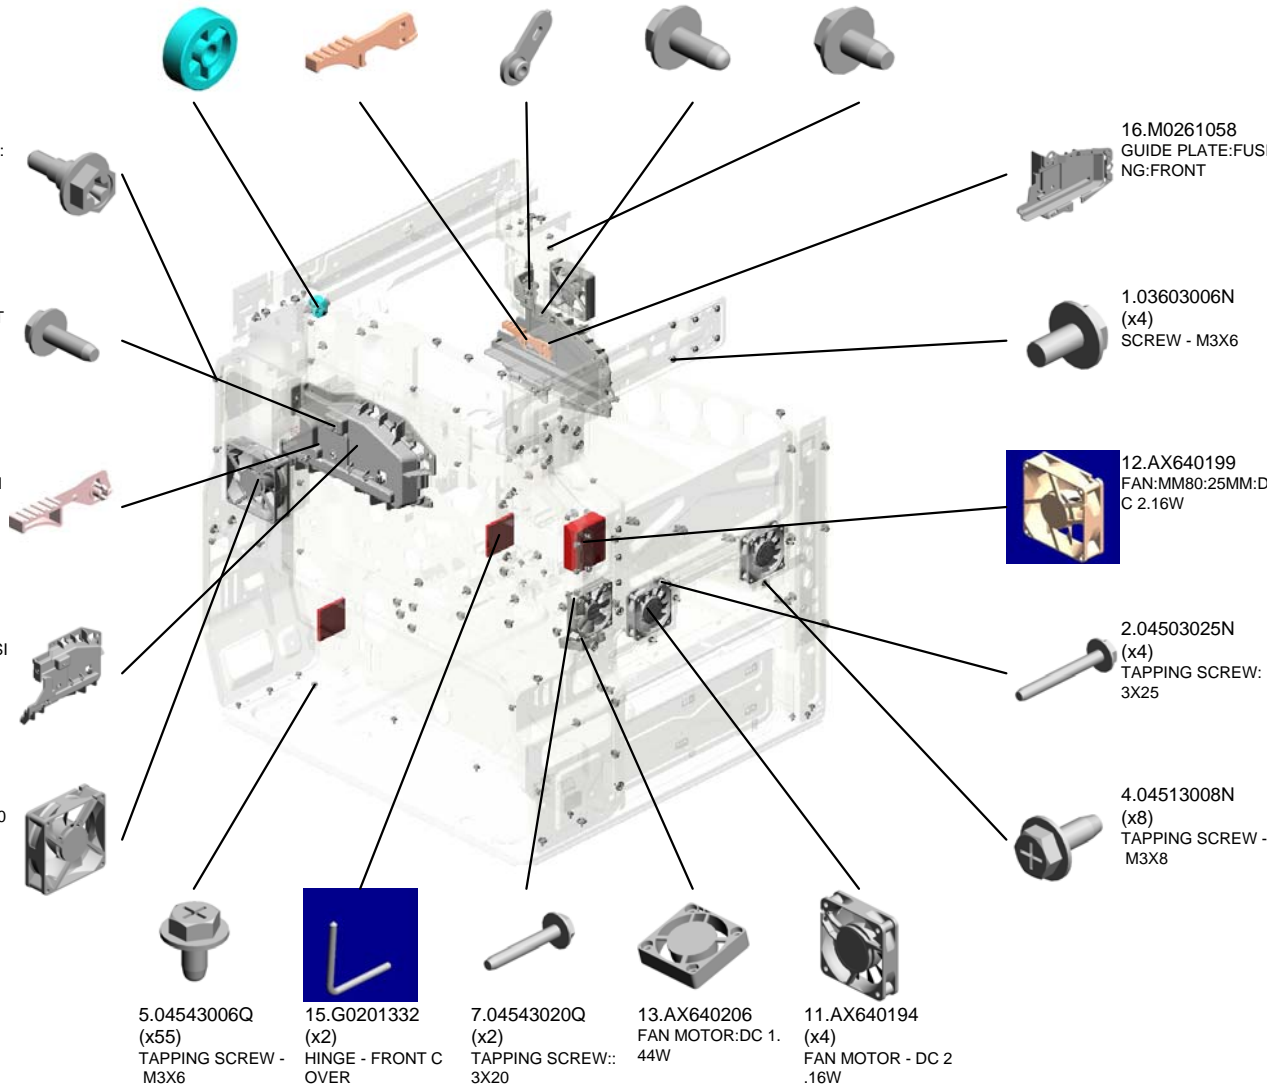 :
16.M0261058
GUIDE PLATE:FUSI
NG:FRONT
T
1.03603006N
(x4)
SCREW - M3X6
12.AX640199
FAN:MM80:25MM:D
C 2.16W
SI
2.04503025N
(x4)
TAPPING SCREW:
3X25
4.04513008N
(x8)
TAPPING SCREW -
M3X8
0
5.04543006Q
(x55)
TAPPING SCREW -
M3X6
15.G0201332
(x2)
HINGE - FRONT C
OVER
7.04543020Q
(x2)
TAPPING SCREW::
3X20
13.AX640206
FAN MOTOR:DC 1.
44W
11.AX640194
(x4)
FAN MOTOR - DC 2
.16W